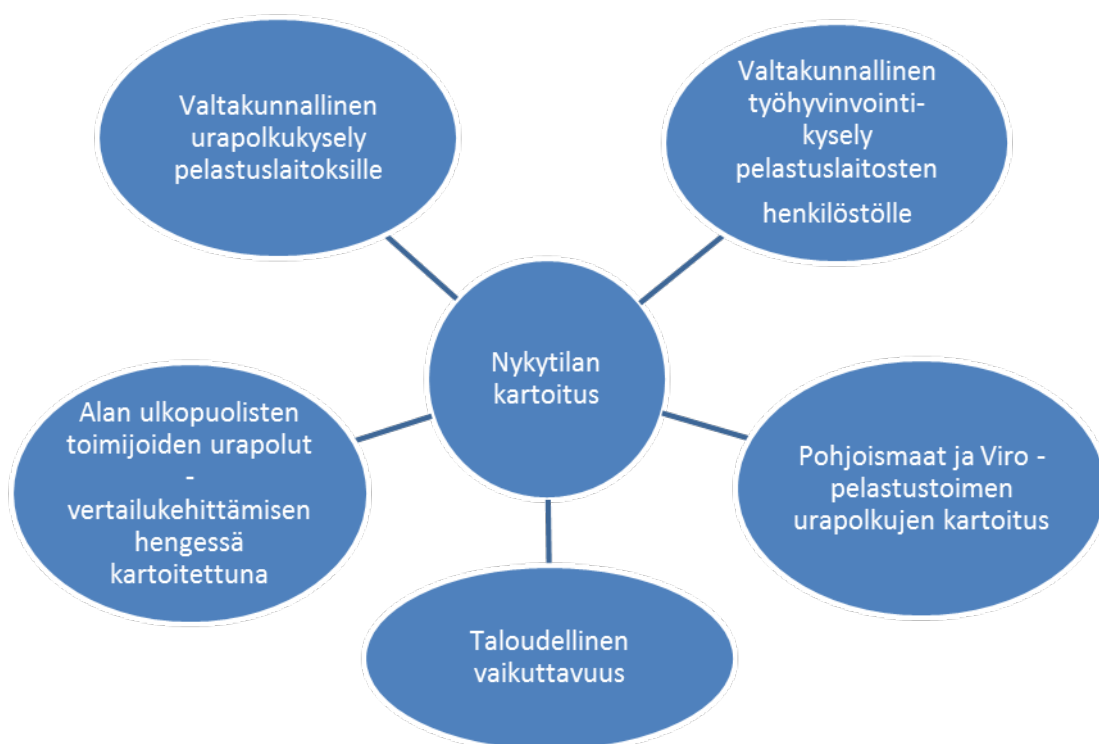 Valtakunnallinen
urapolkukysely
pelastuslaitoksille
Valtakunnallinen
työhyvinvointi-
kysely
pelastuslaitosten
henkilöstölle
Nykytilan
kartoitus
Alan ulkopuolisten
toimijoiden urapolut
-
vertailukehittämisen
hengessä
kartoitettuna
Pohjoismaat ja Viro -
pelastustoimen
urapolkujen kartoitus
Taloudellinen
vaikuttavuus